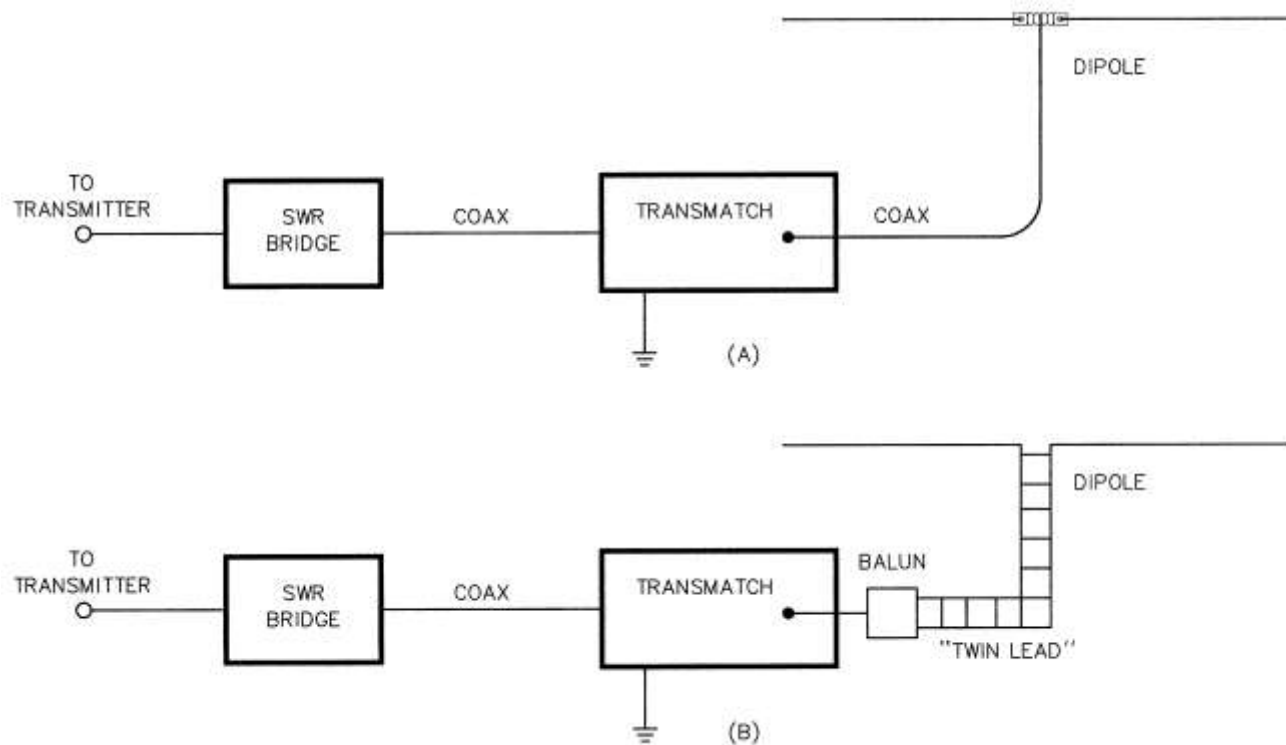 DIPOLE
TO
TRANSMITTER
SWR
BRIDGE
COAX
TRANSMATCH
COAX
(A)
DIPOLE
TO
TRANSMITTER
SWR
BRIDGE
COAX
TRANSMATCH
BALUN
"TWIN LEAD"
(B)